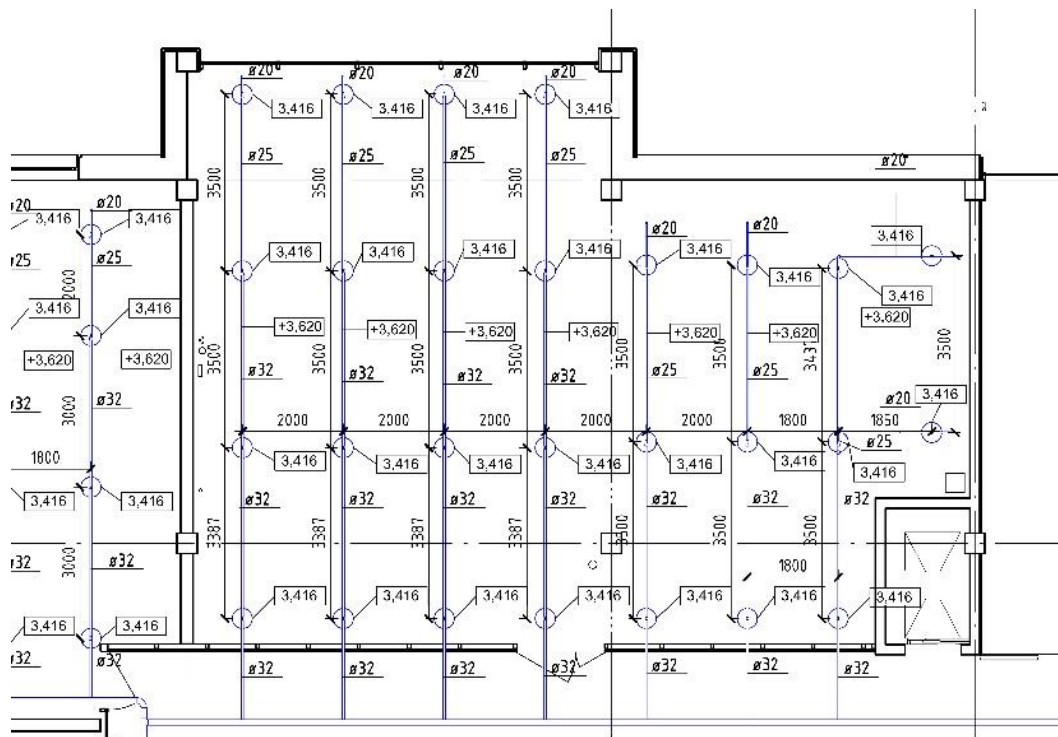 ø20 ø20 ø20 ø20
3,416 3,416 3,416 3,416
ø25 ø25 ø25 ø25 ø20
3500 3500 3500 3500
ø20 ø20
3,416 3,416 ø20 ø20 3,416
ø25 ø25
3,416 3,416 3,416 3,416 3,416 3,416 3,416
2000
3,416 3,416 +3,620
+3,620 +3,620 +3,620 +3,620 +3,620 +3,620
+3,620 +3,620
3500 3500 3500 3500 3500 3500
ø32 ø32 ø32 ø32 ø25 ø25
ø32 ø32 ø20 3,416
3000
2000 2000 2000 2000 2000 1800 1850
ø25
1800
3,416 3,416 3,416 3,416 3,416 3,416 3,416
3,416 3,416
ø32 ø32 ø32 ø32 ø32 ø32 ø32
3387 3387 3387 3387 3500 3500 3500
ø32 ø32
3000
1800
3,416 3,416 3,416 3,416 3,416 3,416 3,416
3,416 3,416
ø32 ø32
ø32 ø32 ø32 ø32 ø32 ø32 ø32